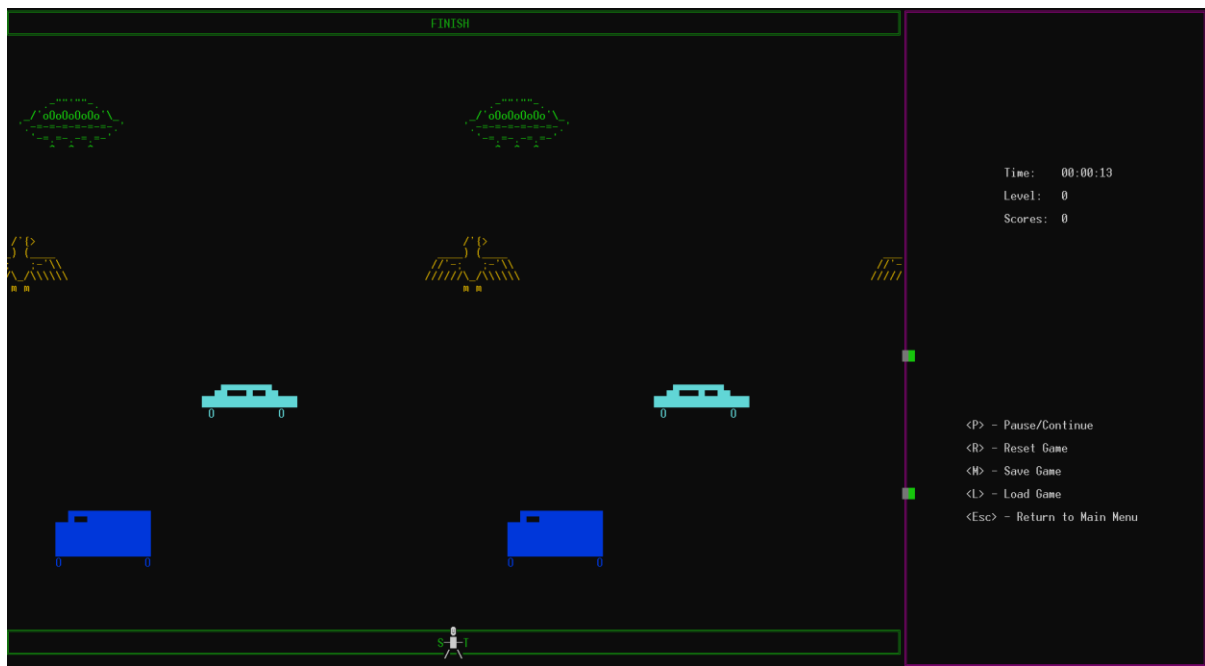 FINISH
Time: 00:00:13
Level: 0
Scores: 0
<P> - Pause/Continue
<R> - Reset Game
<M> - Save Game
<L> - Load Game
<Esc> - Return to Main Menu
S T